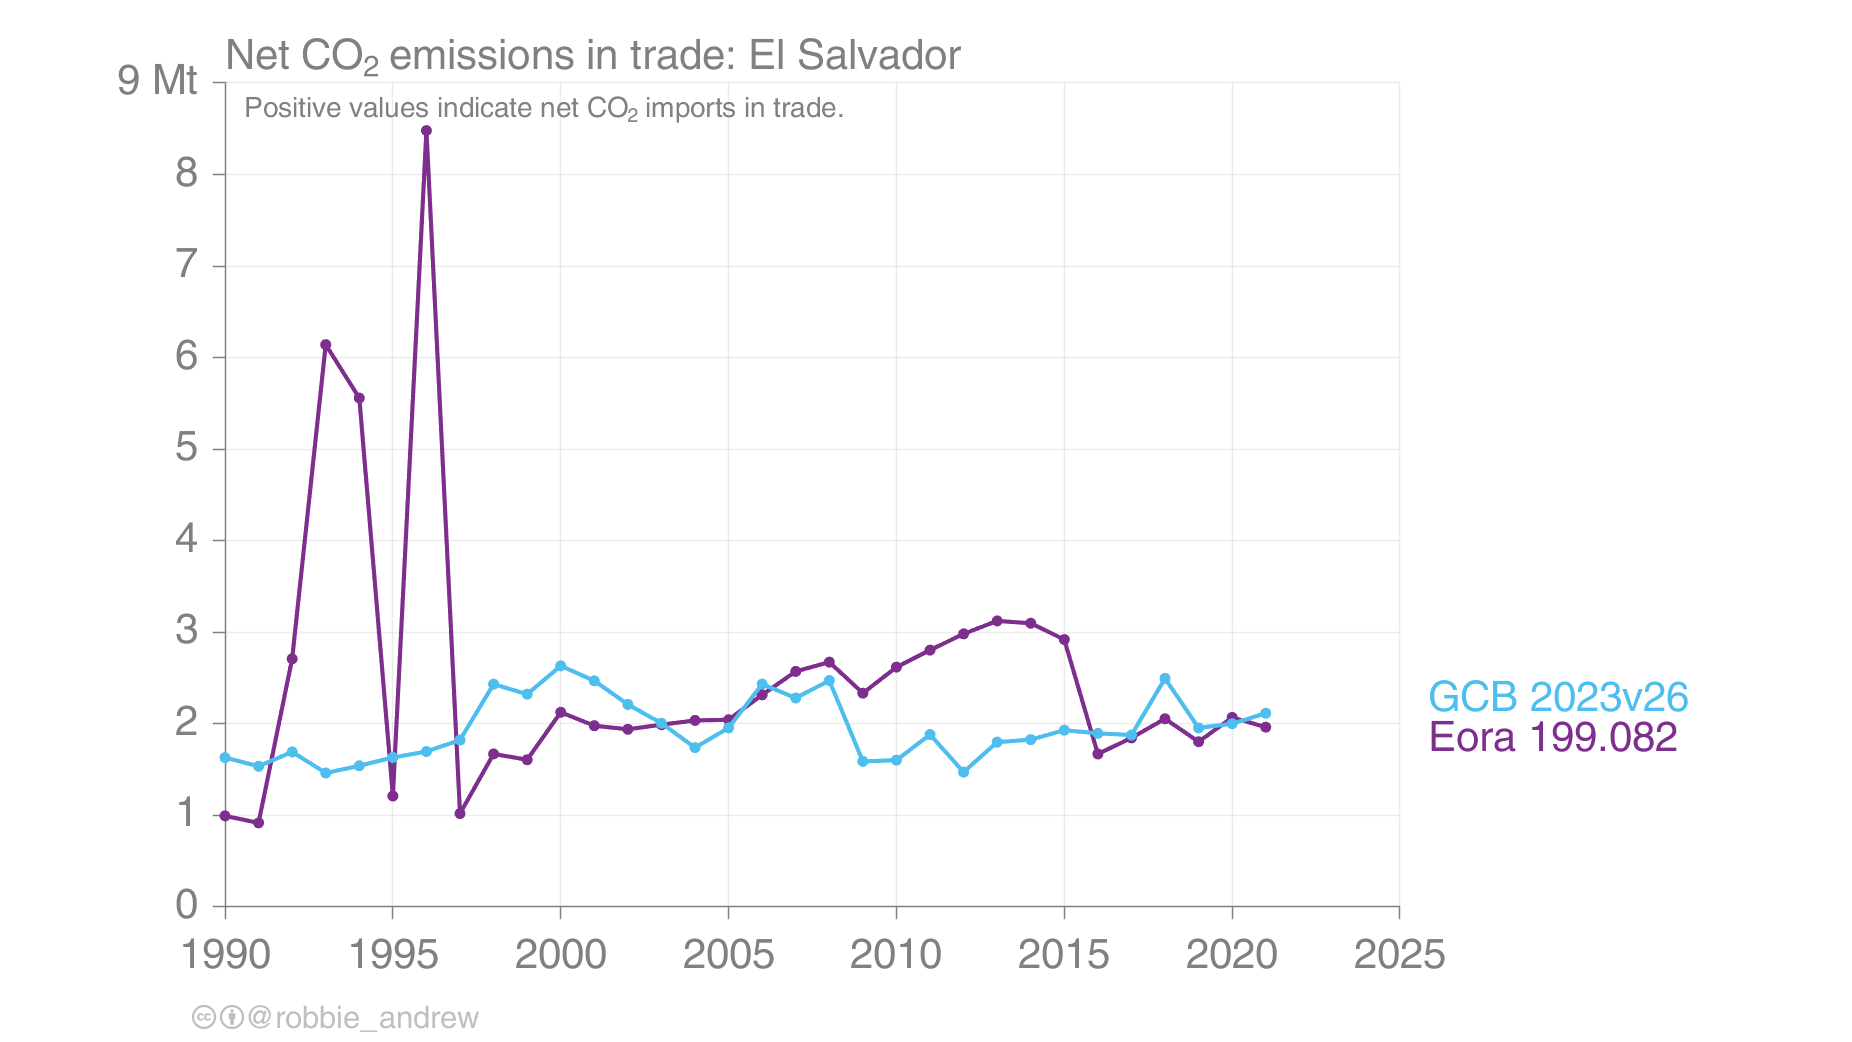 Net CO₂ emissions in trade: El Salvador
9 Mt
Positive values indicate net CO₂ imports in trade.
8
7
6
5
4
3
2
1
0
GCB 2023v26
Eora 199.082
1990 1995 2000 2005 2010 2015 2020 2025
cc @robbie_andrew